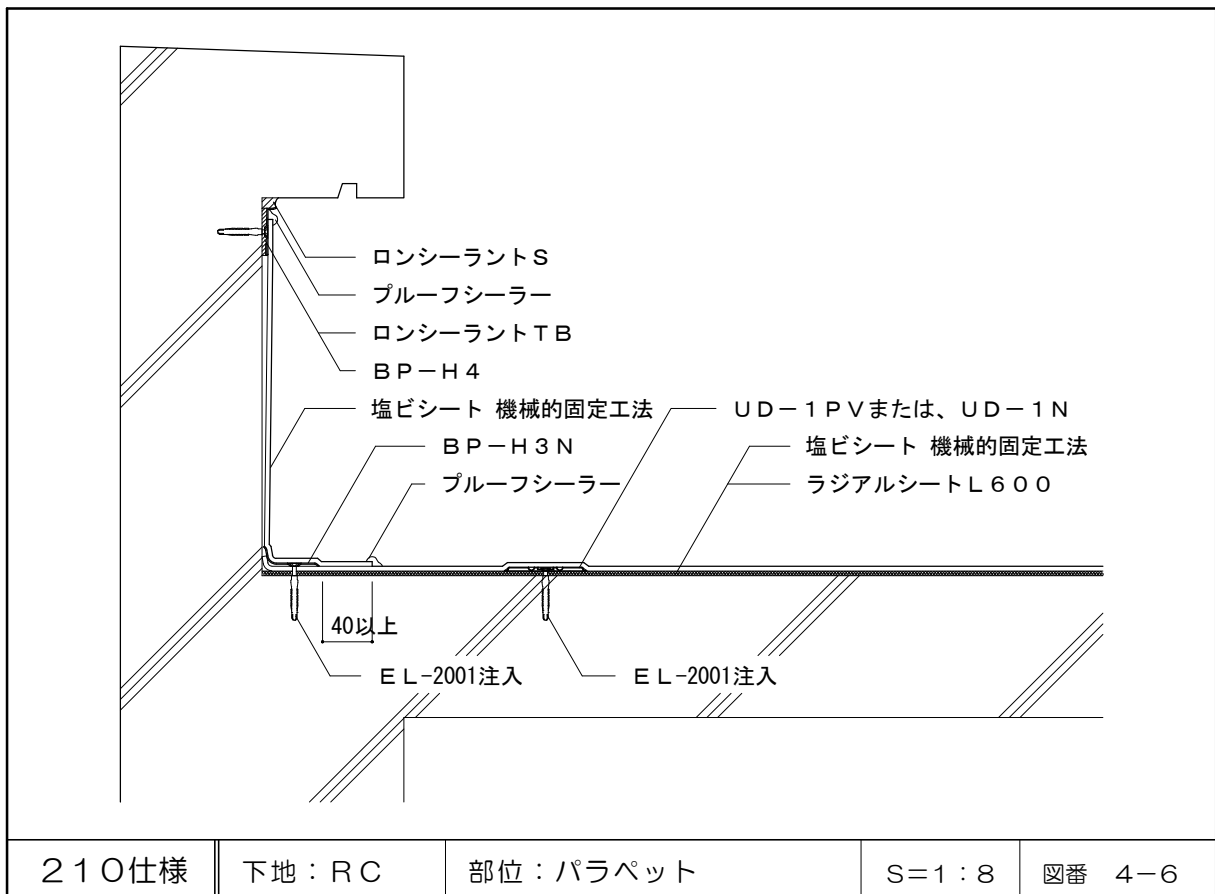 ロンシーラントS
プルーフシーラー
ロンシーラントTB
BP-H4
塩ビシート 機械的固定工法
BP-H3N
プルーフシーラー
UD-1PVまたは、UD-1N
塩ビシート 機械的固定工法
ラジアルシートL600
40以上
EL-2001注入
EL-2001注入
210仕様
下地:RC
部位:パラペット
S=1:8
図番 4-6